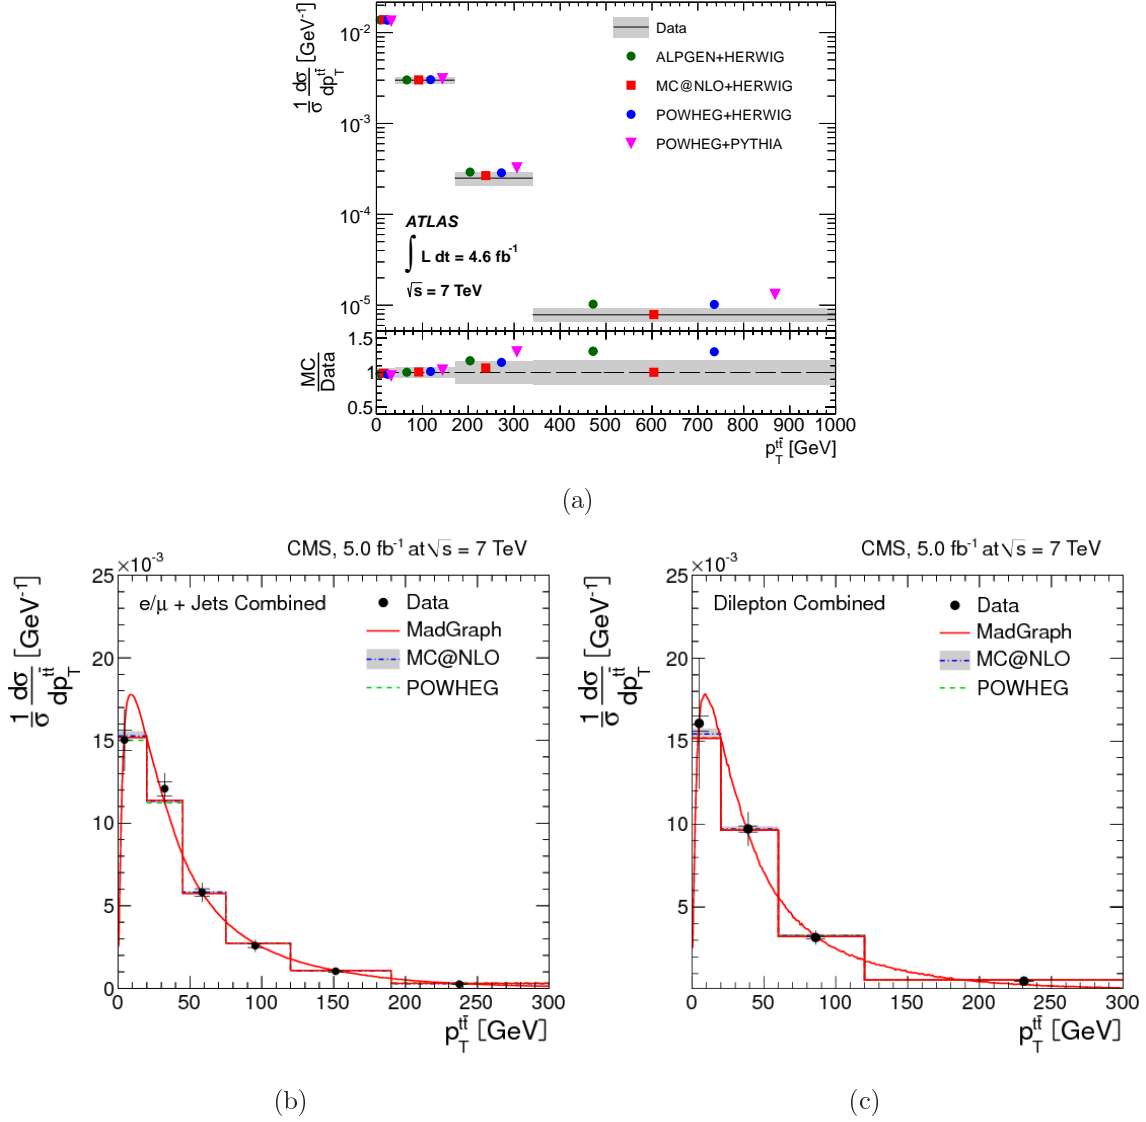 1/σ dσ/dp_T^{tt̄} [GeV⁻¹]
10⁻²
10⁻³
10⁻⁴
10⁻⁵
Data
ALPGEN+HERWIG
MC@NLO+HERWIG
POWHEG+HERWIG
POWHEG+PYTHIA
ATLAS
∫ L dt = 4.6 fb⁻¹
√s = 7 TeV
MC/Data
1.5
1
0.5
0 100 200 300 400 500 600 700 800 900 1000
p_T^{tt̄} [GeV]
(a)
CMS, 5.0 fb⁻¹ at √s = 7 TeV
×10⁻³
1/σ dσ/dp_T^{tt̄} [GeV⁻¹]
25
20
15
10
5
0
e/μ + Jets Combined
Data
MadGraph
MC@NLO
POWHEG
0 50 100 150 200 250 300
p_T^{tt̄} [GeV]
(b)
CMS, 5.0 fb⁻¹ at √s = 7 TeV
×10⁻³
1/σ dσ/dp_T^{tt̄} [GeV⁻¹]
25
20
15
10
5
0
Dilepton Combined
Data
MadGraph
MC@NLO
POWHEG
0 50 100 150 200 250 300
p_T^{tt̄} [GeV]
(c)